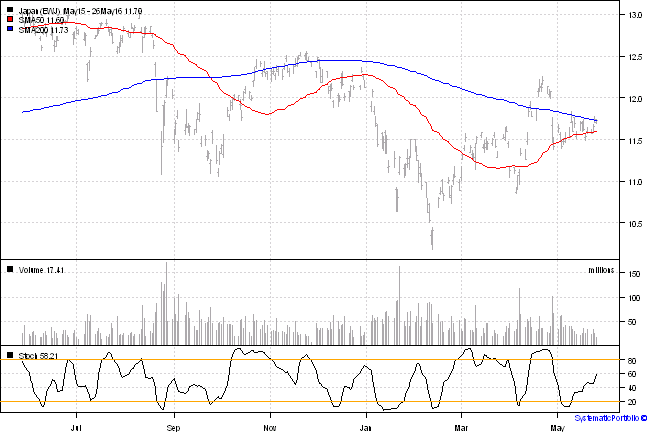 Japan (EWJ) May15 - 26May16 11.70
SMA50 11.60
SMA200 11.73
13.0
12.5
12.0
11.5
11.0
10.5
Volume 17.41
millions
150
100
50
Stoch 58.21
80
60
40
20
Jul Sep Nov Jan Mar May
SystematicPortfolio ©